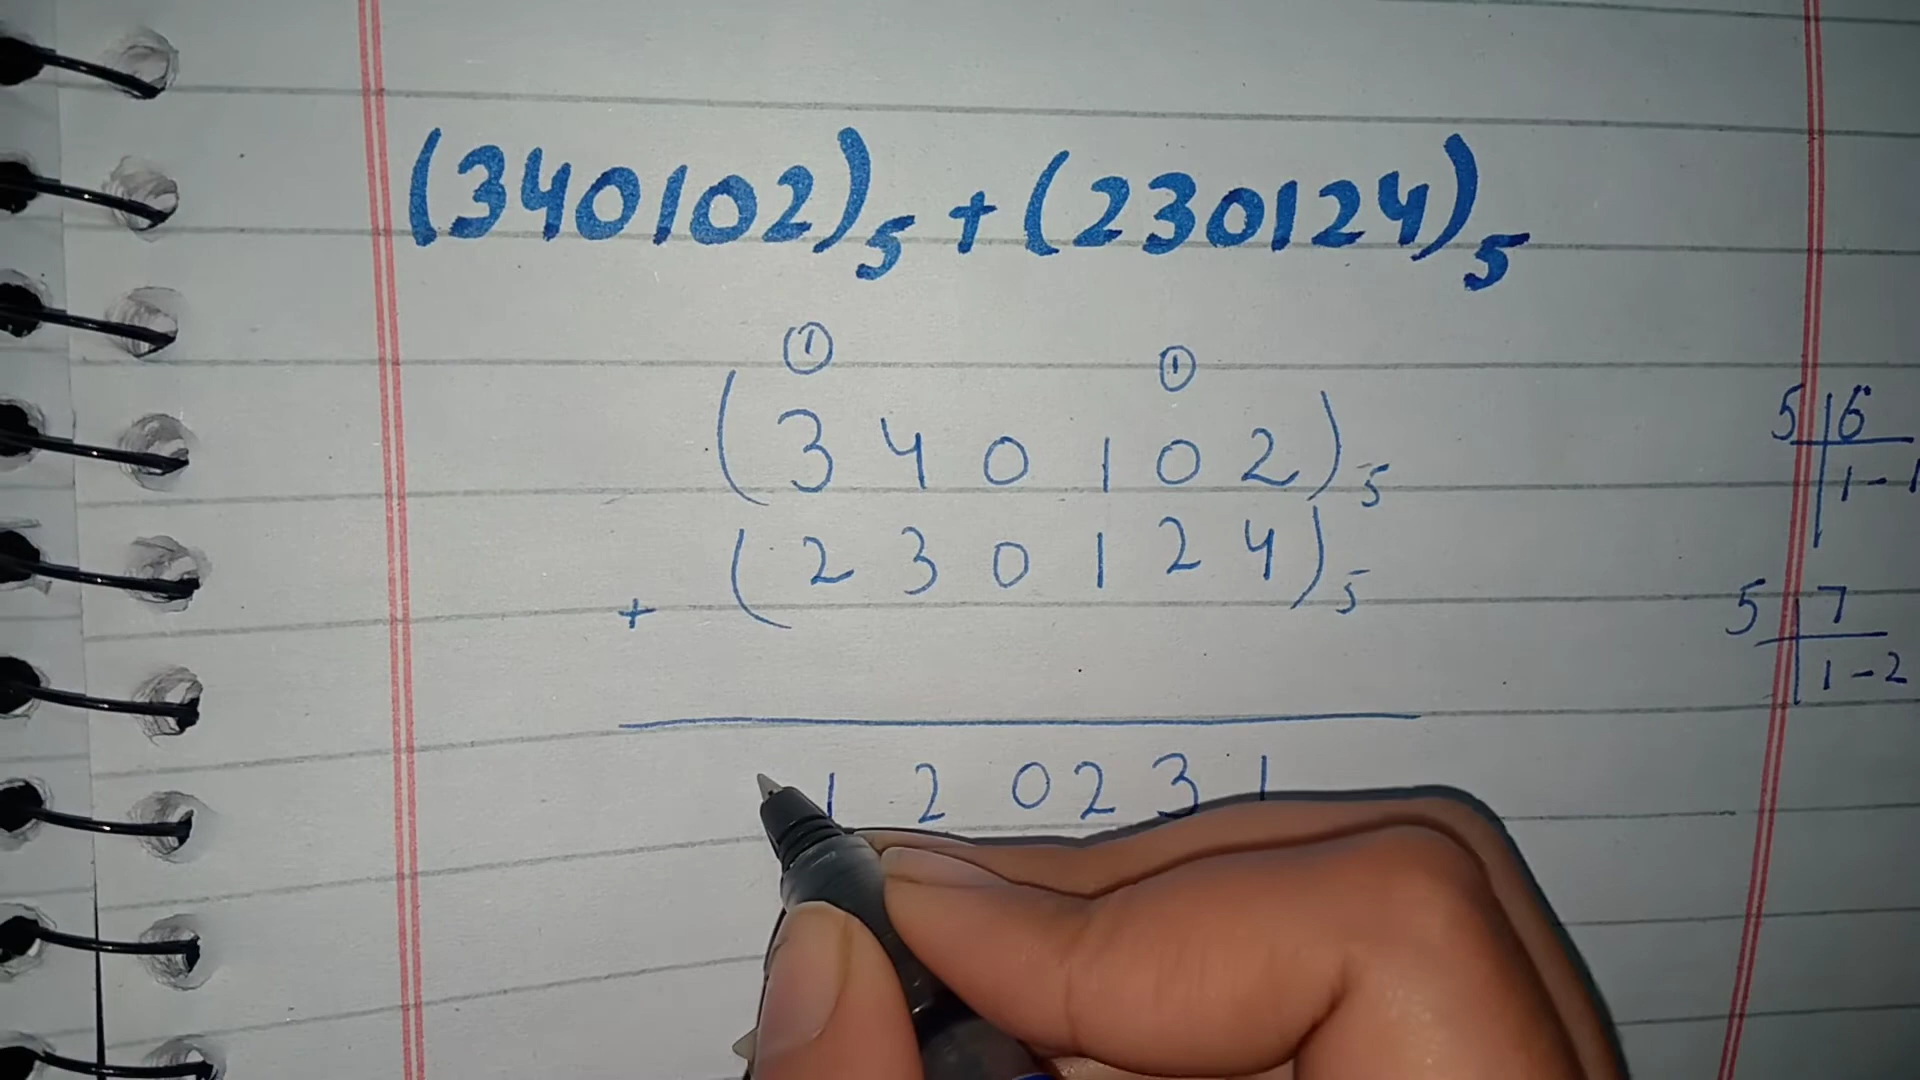 (340102)5 + (230124)5
1 1
(3 4 0 1 0 2)5
+ (2 3 0 1 2 4)5
1 2 0 2 3 1
5 6
1-1
5 7
1-2